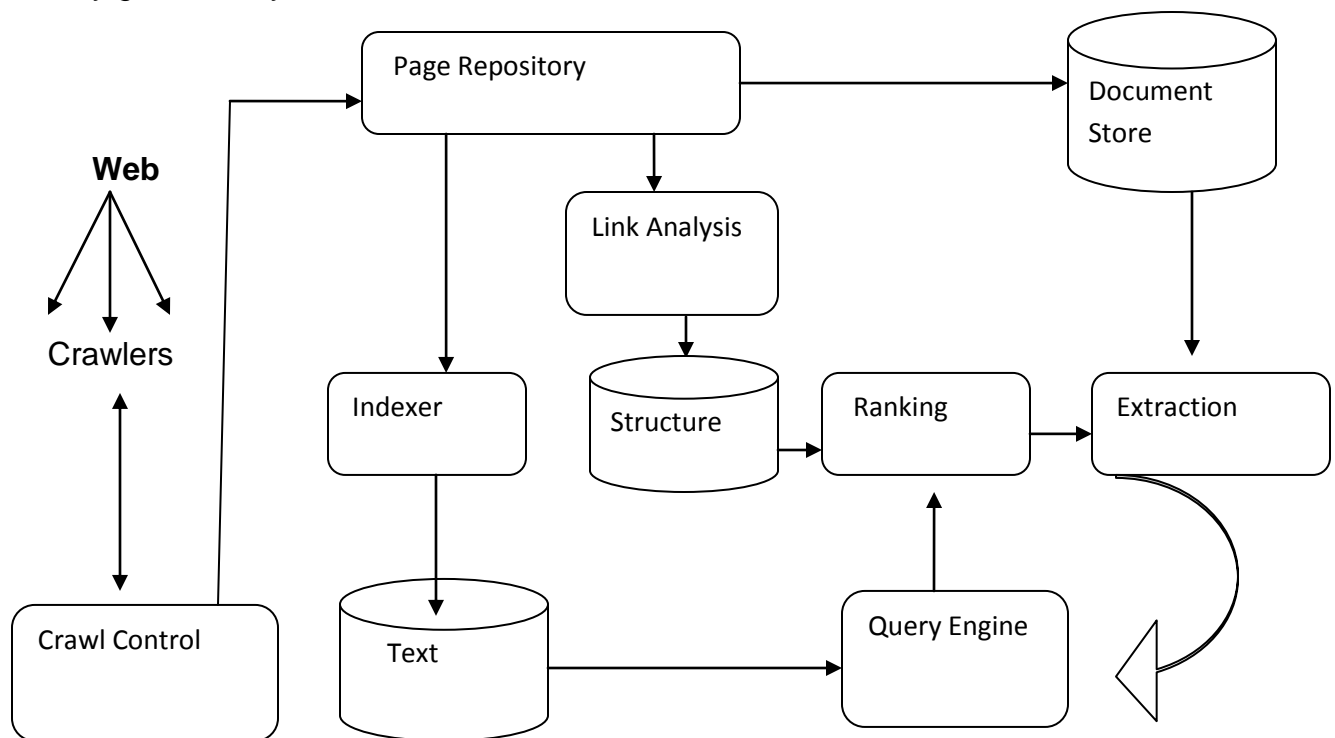 Page Repository
Document
Store
Web
Link Analysis
Crawlers
Indexer
Structure
Ranking
Extraction
Crawl Control
Text
Query Engine